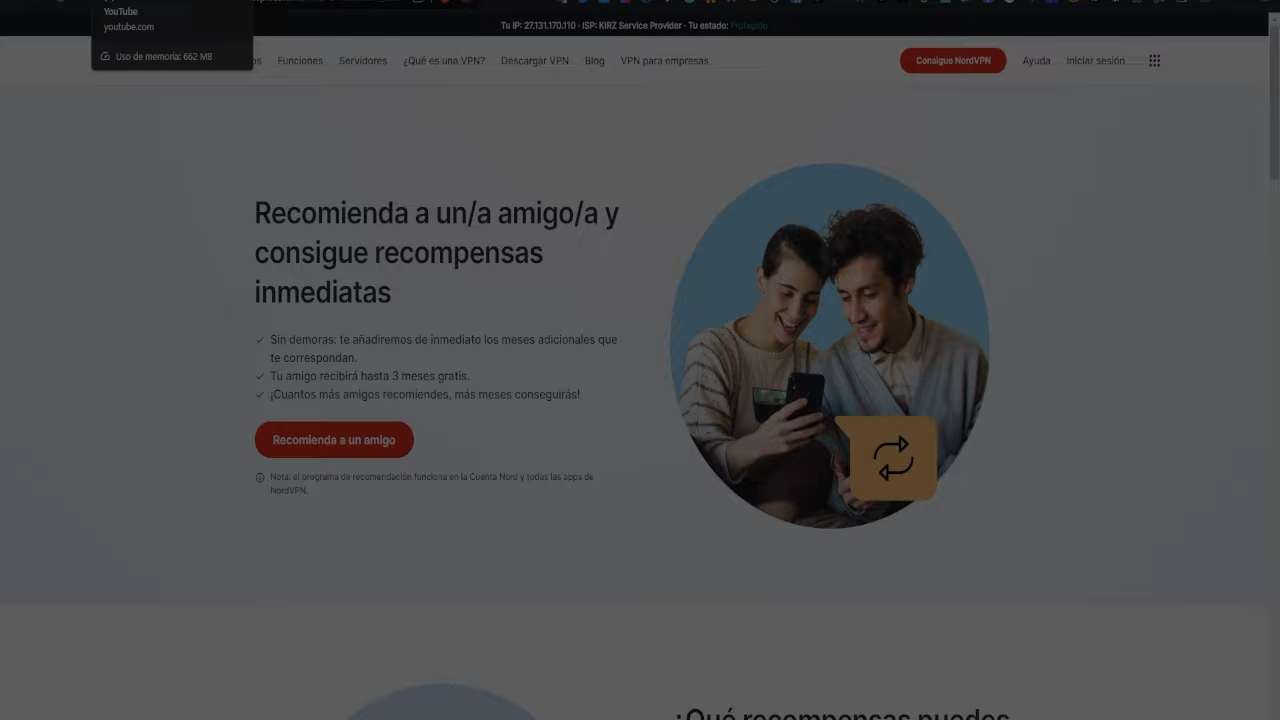 YouTube
youtube.com
Uso de memoria: 662 MB
Tu IP: 27.131.170.110 · ISP: KIRZ Service Provider · Tu estado: Protegido
Funciones
Servidores
¿Qué es una VPN?
Descargar VPN
Blog
VPN para empresas
Consigue NordVPN
Ayuda
Iniciar sesión
Recomienda a un/a amigo/a y
consigue recompensas
inmediatas
Sin demoras: te añadiremos de inmediato los meses adicionales que
te correspondan.
Tu amigo recibirá hasta 3 meses gratis.
¡Cuantos más amigos recomiendes, más meses conseguirás!
Recomienda a un amigo
Nota: el programa de recomendación funciona en la Cuenta Nord y todas las apps de
NordVPN.
¿Qué recompensas puedes